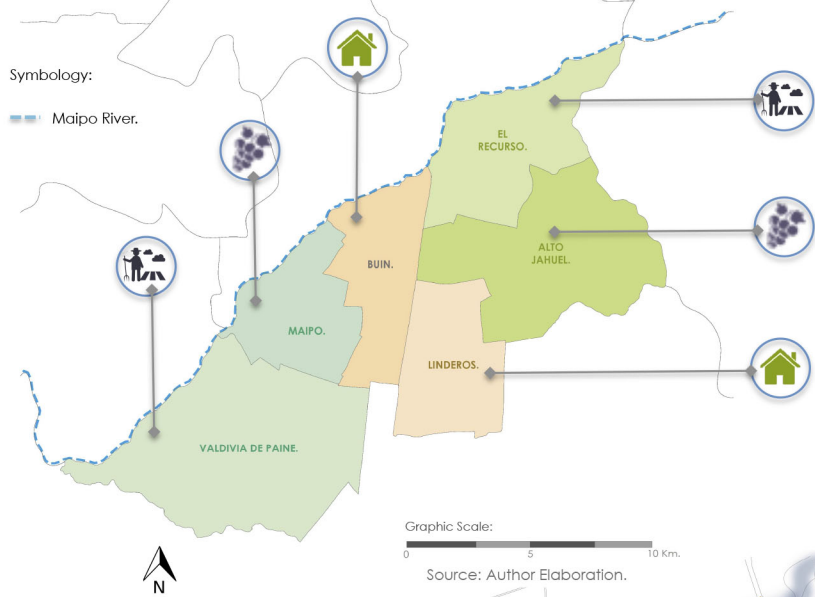 Symbology:
Maipo River.
EL
RECURSO.
ALTO
JAHUEL.
BUIN.
MAIPO.
LINDEROS.
VALDIVIA DE PAINE.
N
Graphic Scale:
0 5 10 Km.
Source: Author Elaboration.